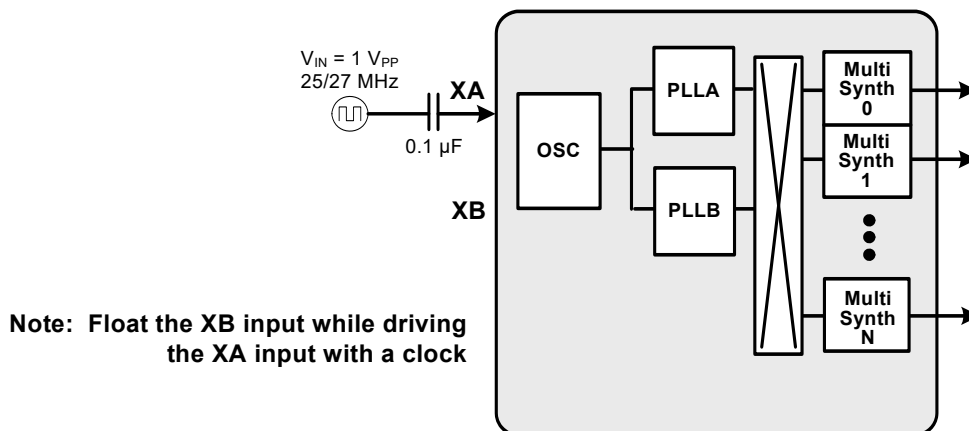 V_IN = 1 V_PP
25/27 MHz
XA
0.1 µF
XB
OSC
PLLA
PLLB
Multi
Synth
0
Multi
Synth
1
Multi
Synth
N
Note: Float the XB input while driving
the XA input with a clock